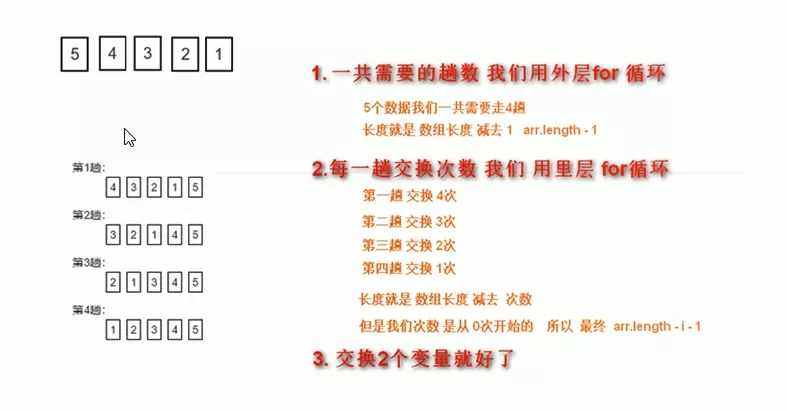 5 4 3 2 1
第1趟：
4 3 2 1 5
第2趟：
3 2 1 4 5
第3趟：
2 1 3 4 5
第4趟：
1 2 3 4 5
1. 一共需要的趟数 我们用外层for 循环
5个数据我们一共需要走4趟
长度就是 数组长度 减去 1 arr.length - 1
2.每一趟交换次数 我们 用里层 for循环
第一趟 交换 4次
第二趟 交换 3次
第三趟 交换 2次
第四趟 交换 1次
长度就是 数组长度 减去 次数
但是我们次数 是从 0次开始的 所以 最终 arr.length - i - 1
3. 交换2个变量就好了